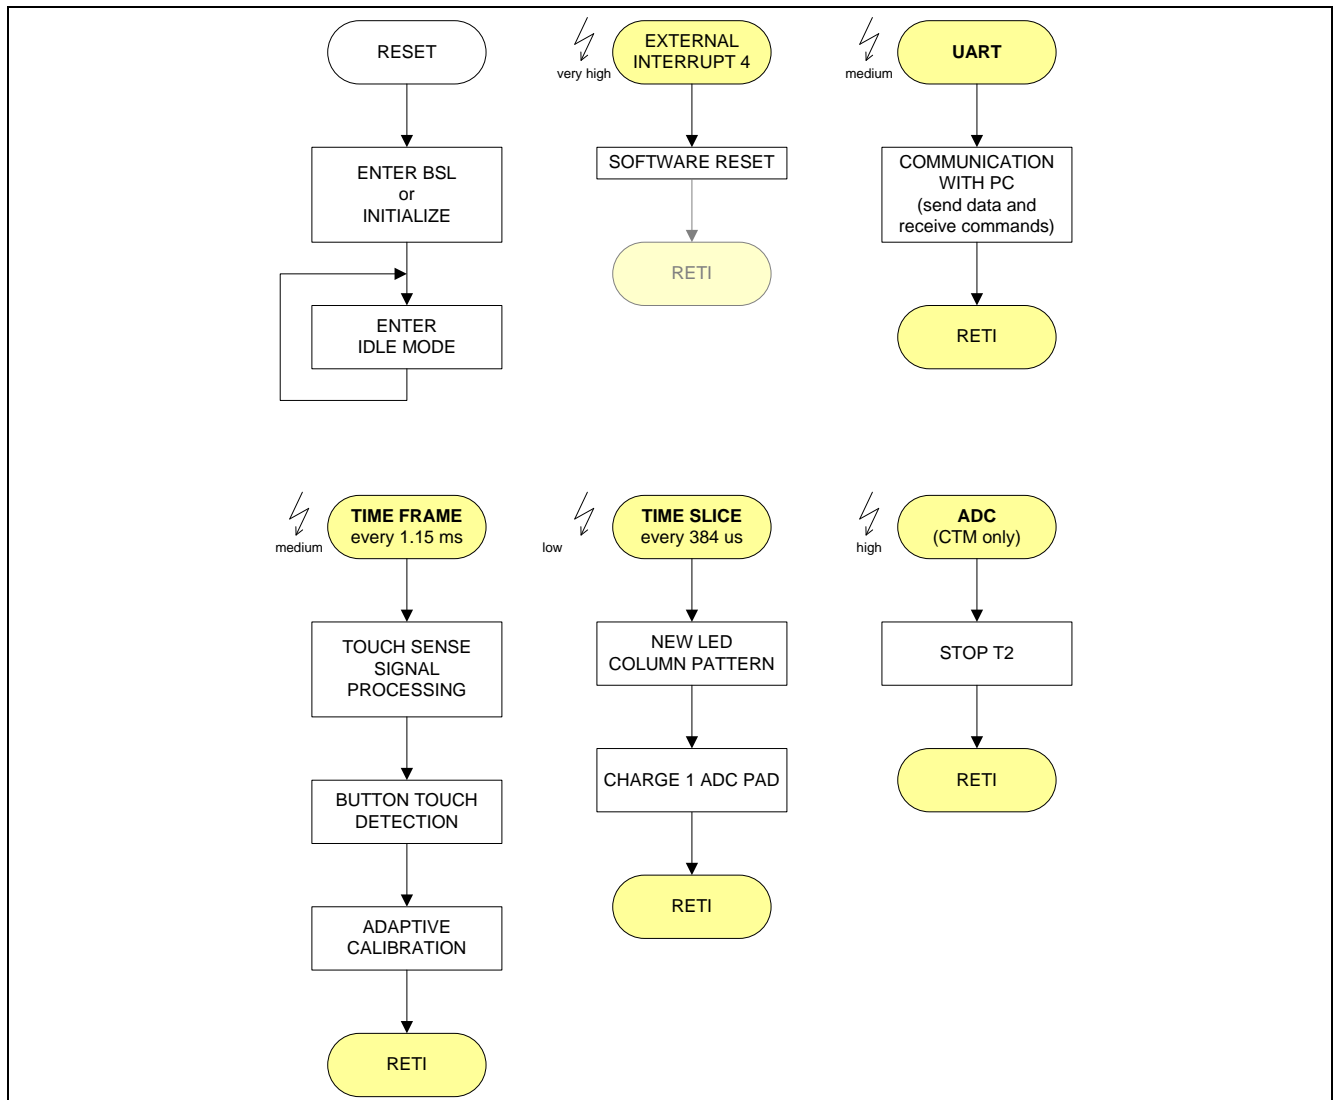 RESET
ENTER BSL
or
INITIALIZE
ENTER
IDLE MODE
very high
EXTERNAL
INTERRUPT 4
SOFTWARE RESET
RETI
medium
UART
COMMUNICATION
WITH PC
(send data and
receive commands)
RETI
medium
TIME FRAME
every 1.15 ms
TOUCH SENSE
SIGNAL
PROCESSING
BUTTON TOUCH
DETECTION
ADAPTIVE
CALIBRATION
RETI
low
TIME SLICE
every 384 us
NEW LED
COLUMN PATTERN
CHARGE 1 ADC PAD
RETI
high
ADC
(CTM only)
STOP T2
RETI